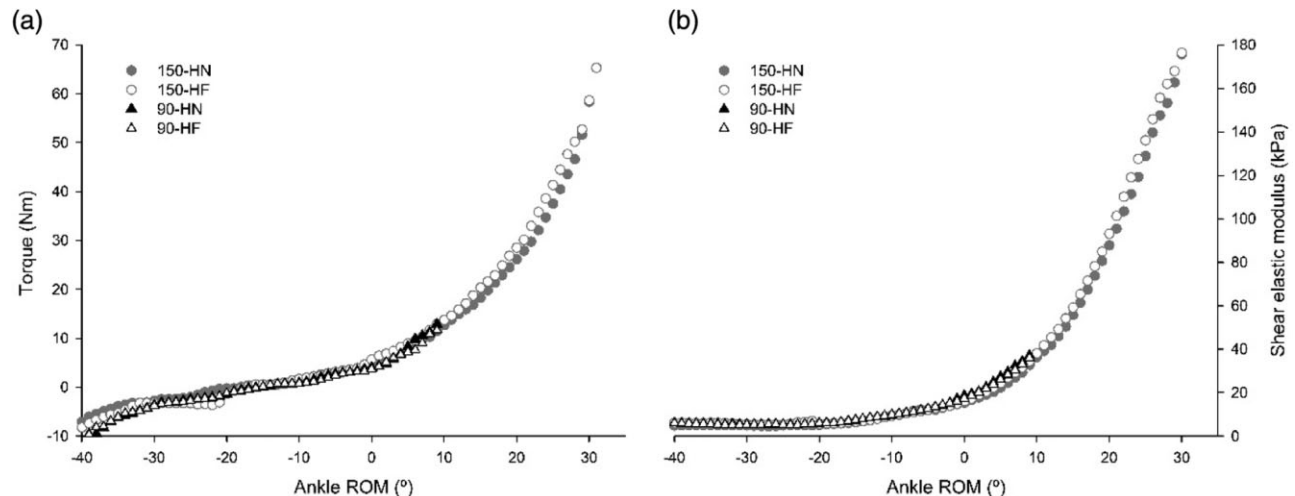 (a)
70
60
50
40
30
20
10
0
-10
Torque (Nm)
150-HN
150-HF
90-HN
90-HF
-40 -30 -20 -10 0 10 20 30
Ankle ROM (º)
(b)
150-HN
150-HF
90-HN
90-HF
180
160
140
120
100
80
60
40
20
0
Shear elastic modulus (kPa)
-40 -30 -20 -10 0 10 20 30
Ankle ROM (º)